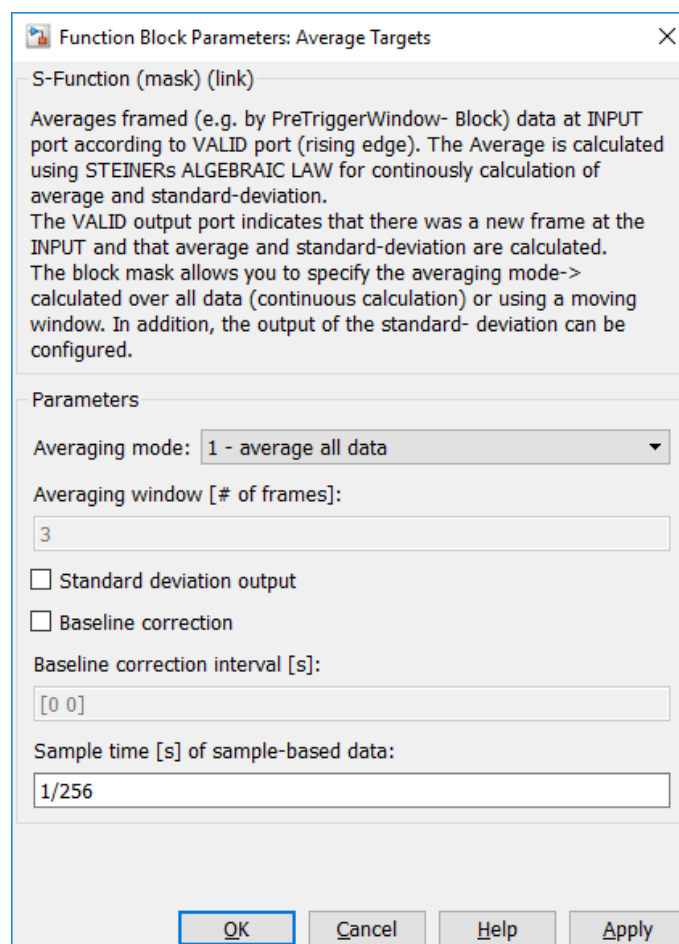 Function Block Parameters: Average Targets
S-Function (mask) (link)
Averages framed (e.g. by PreTriggerWindow- Block) data at INPUT
port according to VALID port (rising edge). The Average is calculated
using STEINERs ALGEBRAIC LAW for continously calculation of
average and standard-deviation.
The VALID output port indicates that there was a new frame at the
INPUT and that average and standard-deviation are calculated.
The block mask allows you to specify the averaging mode->
calculated over all data (continuous calculation) or using a moving
window. In addition, the output of the standard- deviation can be
configured.
Parameters
Averaging mode: 1 - average all data
Averaging window [# of frames]:
3
Standard deviation output
Baseline correction
Baseline correction interval [s]:
[0 0]
Sample time [s] of sample-based data:
1/256
OK Cancel Help Apply